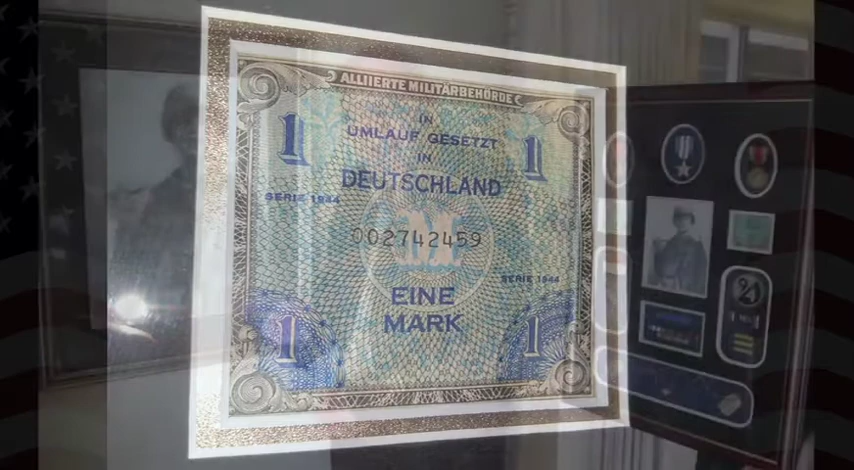 ALLIIERTE MILITÄRBEHÖRDE
IN
UMLAUF GESETZT
IN
DEUTSCHLAND
1
1
SERIE 1944
002742459
SERIE 1944
EINE
MARK
1
1